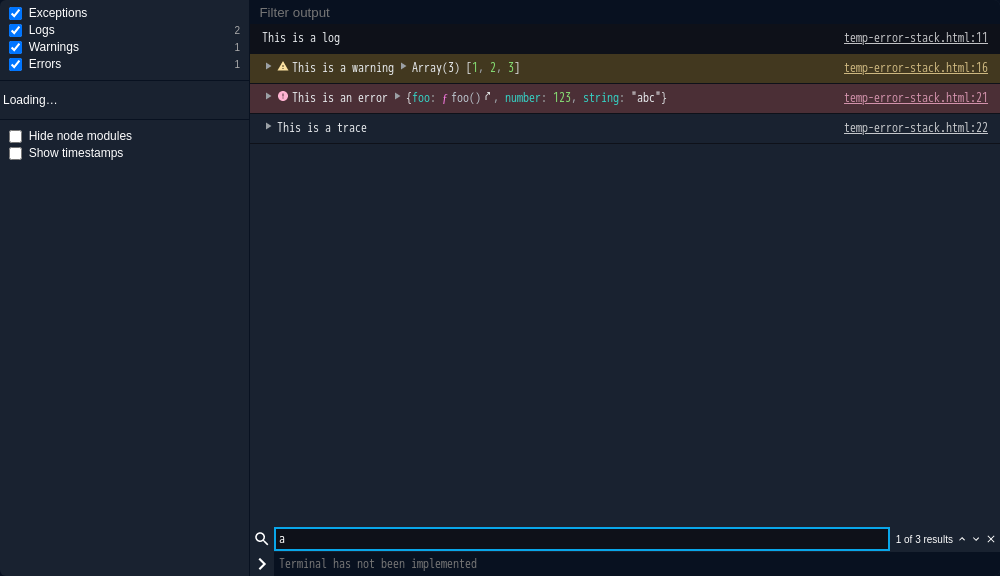 Exceptions
Logs 2
Warnings 1
Errors 1
Loading…
Hide node modules
Show timestamps
Filter output
This is a log temp-error-stack.html:11
This is a warning Array(3) [1, 2, 3] temp-error-stack.html:16
This is an error {foo: ƒ foo(), number: 123, string: "abc"} temp-error-stack.html:21
This is a trace temp-error-stack.html:22
a 1 of 3 results
Terminal has not been implemented